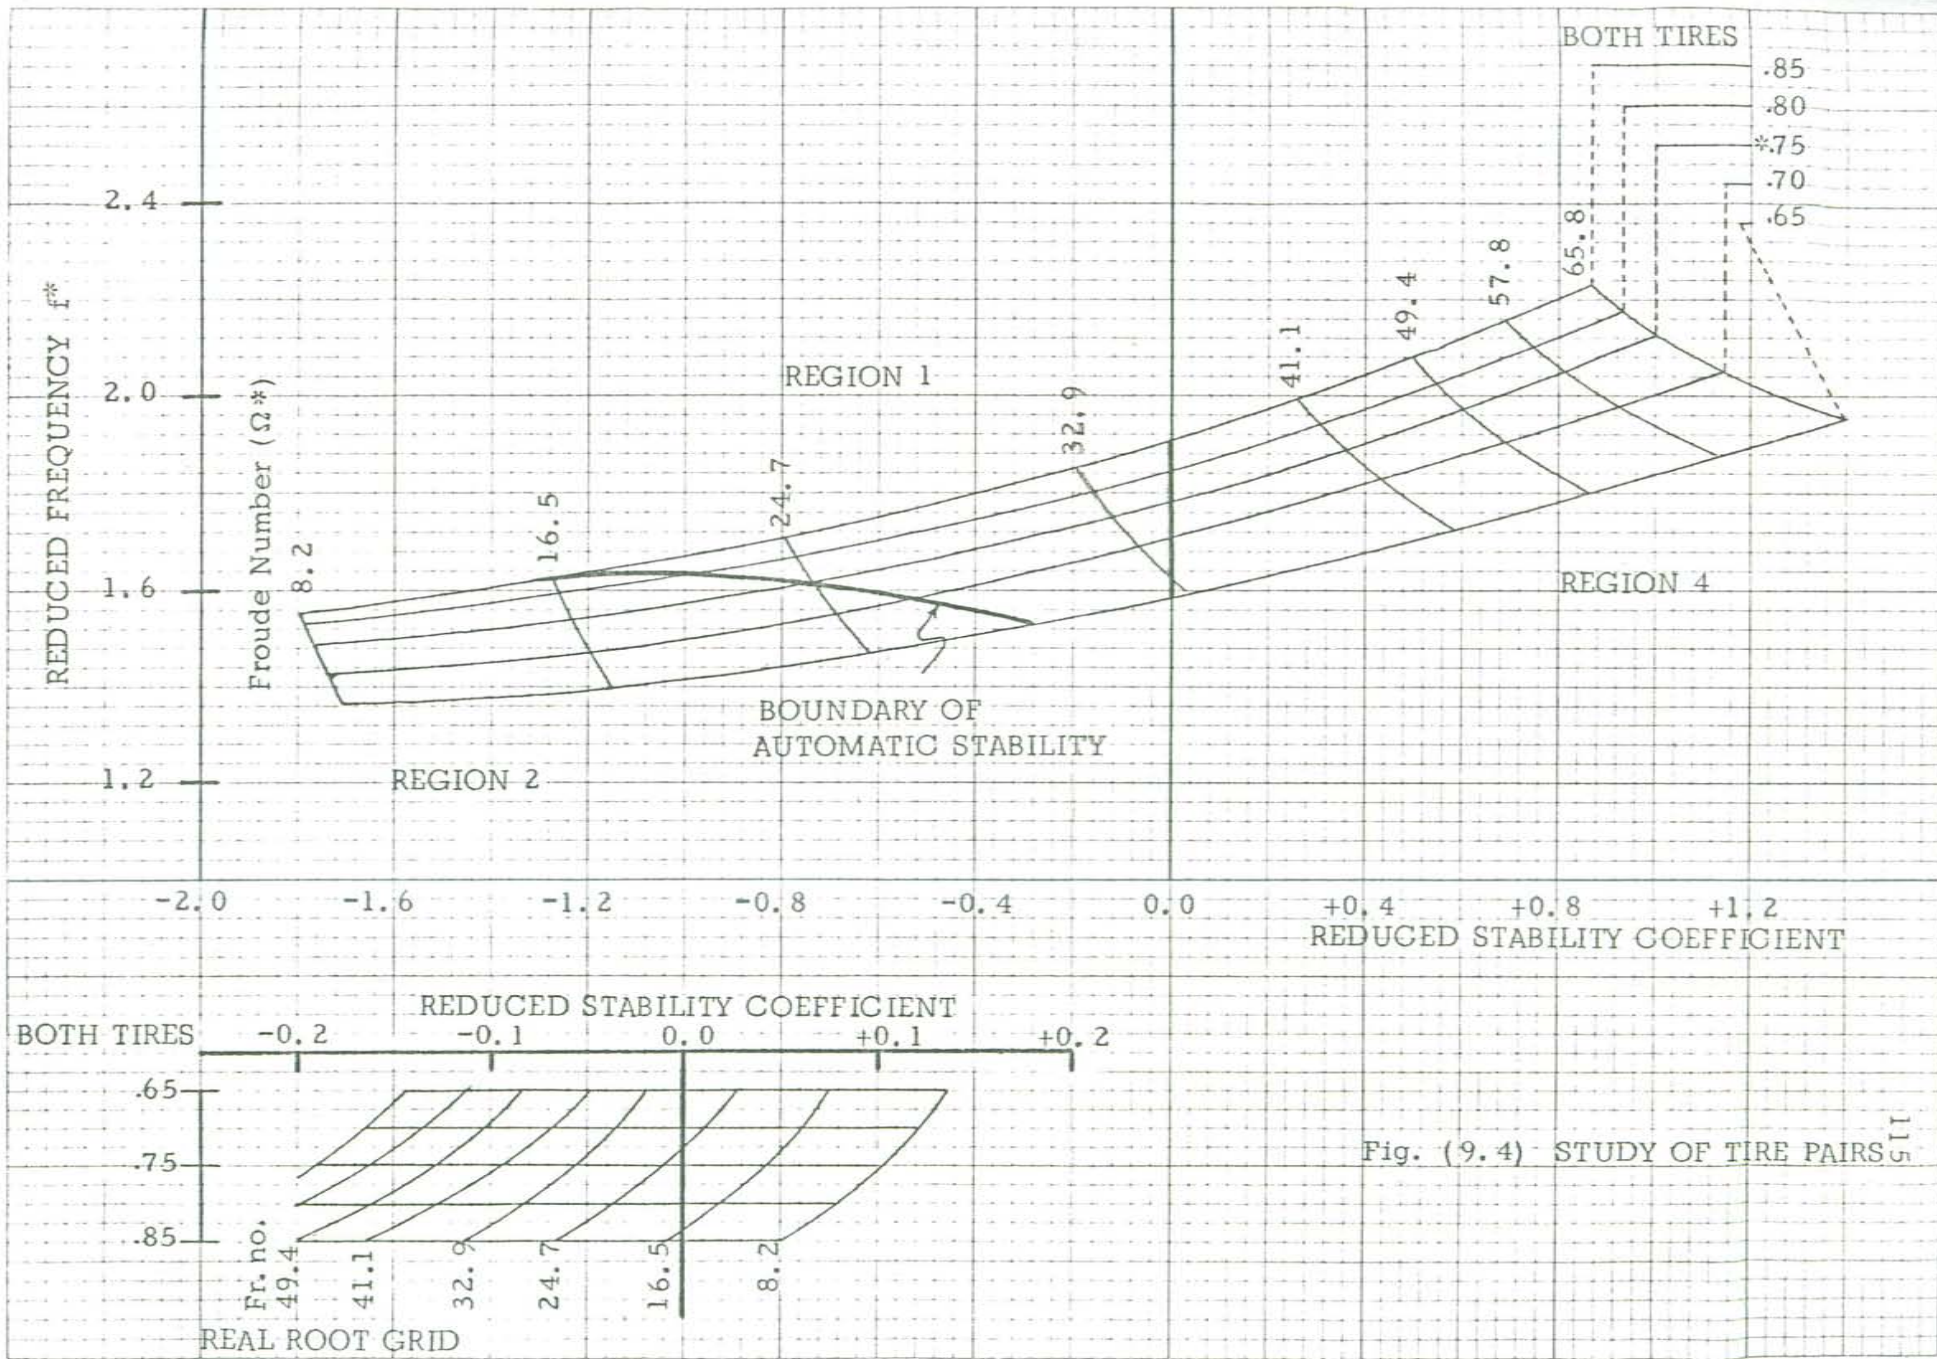 BOTH TIRES
.85
.80
*.75
.70
.65
2.4
2.0
1.6
1.2
REDUCED FREQUENCY f*
Froude Number (Ω*)
8.2
16.5
24.7
32.9
41.1
49.4
57.8
65.8
REGION 1
REGION 4
BOUNDARY OF
AUTOMATIC STABILITY
REGION 2
-2.0 -1.6 -1.2 -0.8 -0.4 0.0 +0.4 +0.8 +1.2
REDUCED STABILITY COEFFICIENT
REDUCED STABILITY COEFFICIENT
BOTH TIRES -0.2 -0.1 0.0 +0.1 +0.2
.65
.75
.85
Fr. no.
49.4
41.1
32.9
24.7
16.5
8.2
REAL ROOT GRID
Fig. (9.4) STUDY OF TIRE PAIRS
115